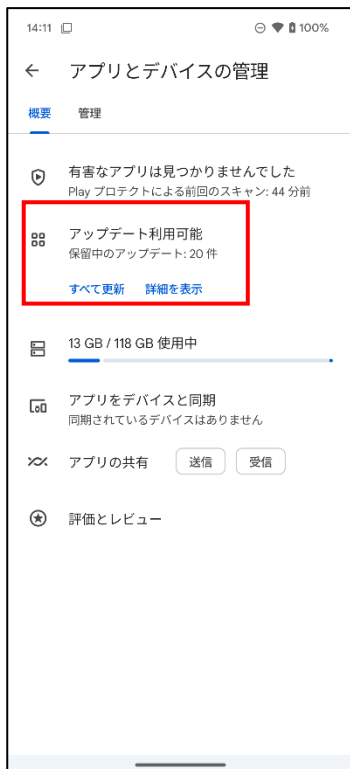 14:11 100%
アプリとデバイスの管理
概要 管理
有害なアプリは見つかりませんでした
Play プロテクトによる前回のスキャン: 44 分前
アップデート利用可能
保留中のアップデート: 20 件
すべて更新 詳細を表示
13 GB / 118 GB 使用中
アプリをデバイスと同期
同期されているデバイスはありません
アプリの共有 送信 受信
評価とレビュー